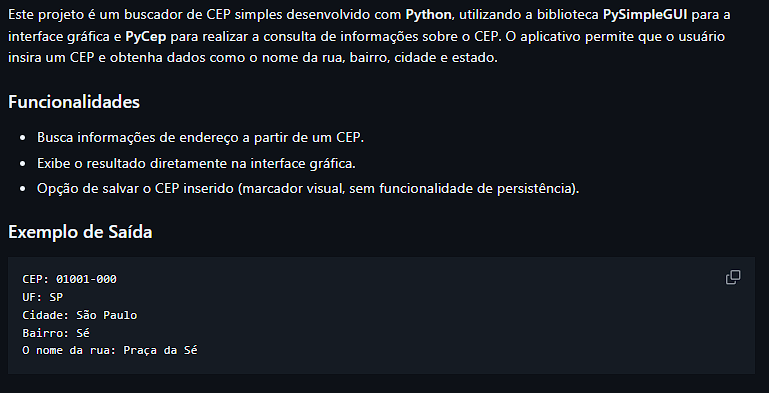 Este projeto é um buscador de CEP simples desenvolvido com Python, utilizando a biblioteca PySimpleGUI para a
interface gráfica e PyCep para realizar a consulta de informações sobre o CEP. O aplicativo permite que o usuário
insira um CEP e obtenha dados como o nome da rua, bairro, cidade e estado.
Funcionalidades
• Busca informações de endereço a partir de um CEP.
• Exibe o resultado diretamente na interface gráfica.
• Opção de salvar o CEP inserido (marcador visual, sem funcionalidade de persistência).
Exemplo de Saída
CEP: 01001-000
UF: SP
Cidade: São Paulo
Bairro: Sé
O nome da rua: Praça da Sé